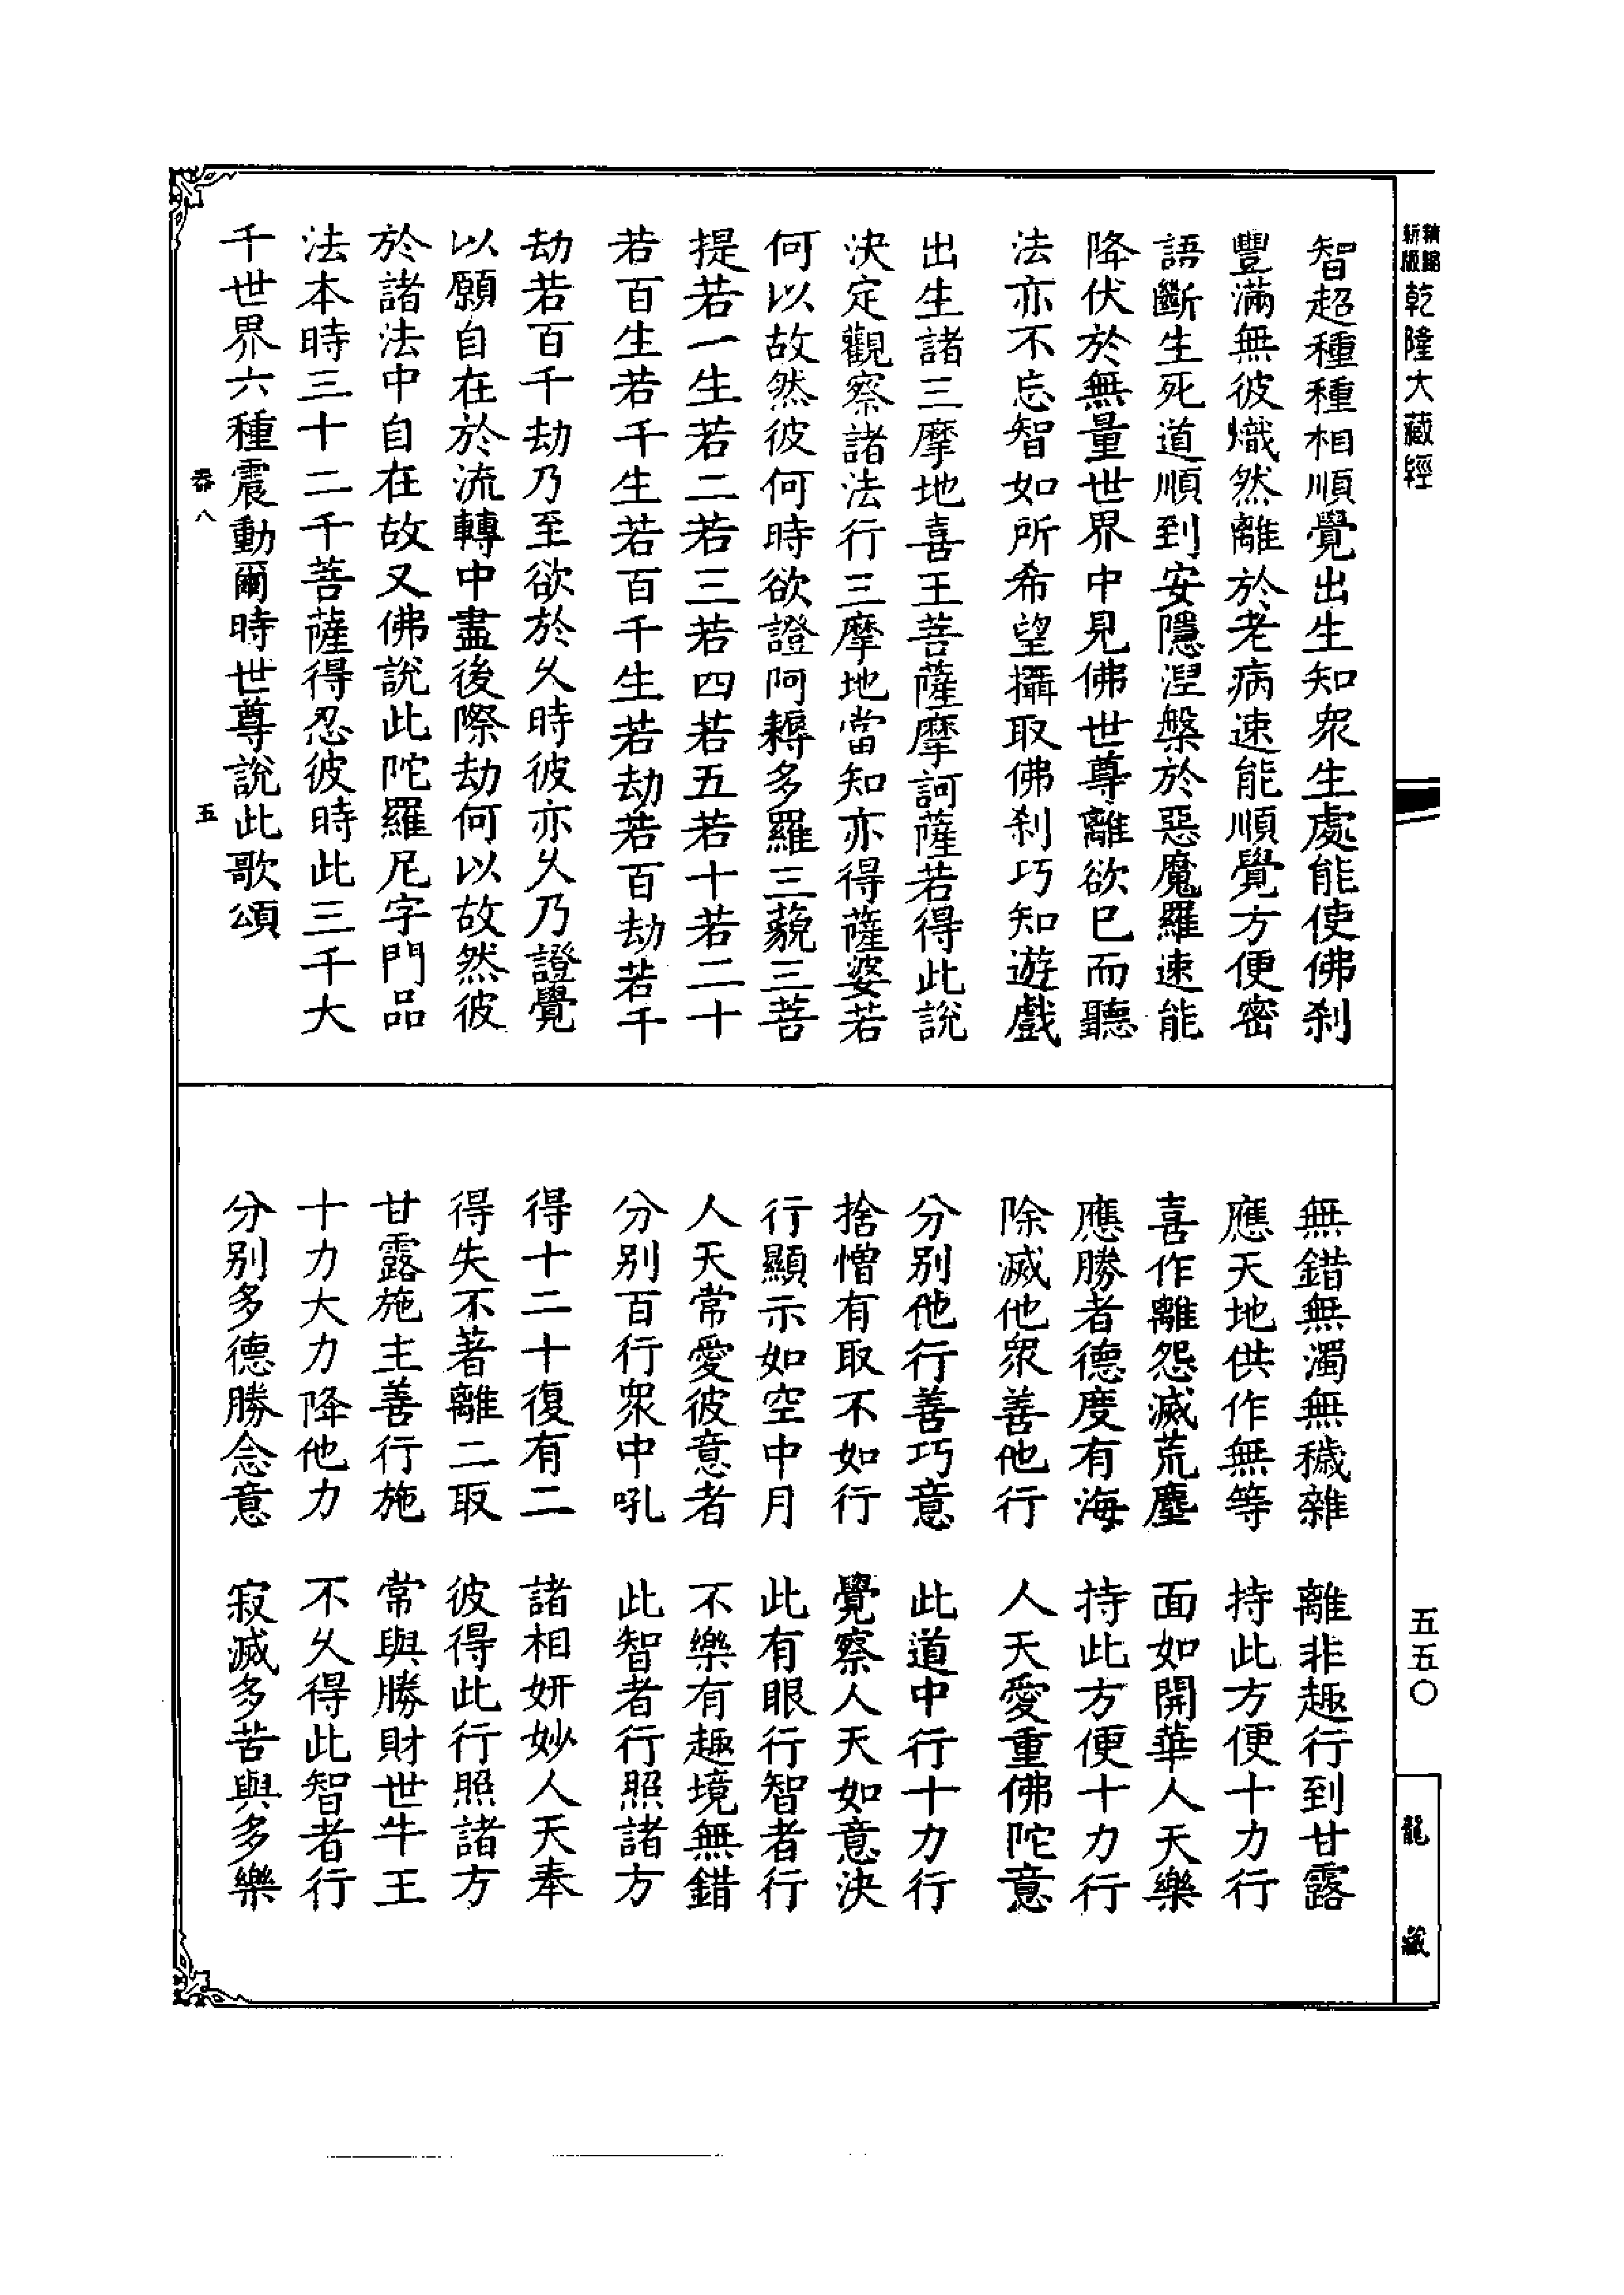 新版乾隆大藏經
智超種種相順覺出生知衆生處能使佛刹
豐滿無彼熾然離於老病速能順覺方便密
語斷生死道順到安隱涅槃於惡魔羅速能
降伏於無量世界中見佛世尊離欲已而聽
法亦不忘智如所希望攝取佛刹巧知遊戲
出生諸三摩地喜王菩薩摩訶薩若得此說
決定觀察諸法行三摩地當知亦得薩婆若
何以故然彼何時欲證阿耨多羅三藐三菩
提若一生若二若三若四若五若十若二十
若百生若千生若百千生若劫若百劫若千
劫若百千劫乃至欲於久時彼亦久乃證覺
以願自在於流轉中盡後際劫何以故然彼
於諸法中自在故又佛說此陀羅尼字門品
法本時三十二千菩薩得忍彼時此三千大
千世界六種震動爾時世尊說此歌頌
八
五
無錯無濁無穢雜 離非趣行到甘露
應天地供作無等 持此方便十力行
喜作離怨滅荒塵 面如開華人天樂
應勝者德度有海 持此方便十力行
除滅他衆善他行 人天愛重佛陀意
分别他行善巧意 此道中行十力行
捨憎有取不如行 覺察人天如意決
行顯示如空中月 此有眼行智者行
人天常愛彼意者 不樂有趣境無錯
分别百行衆中吼 此智者行照諸方
得十二十復有二 諸相妍妙人天奉
得失不著離二取 彼得此行照諸方
甘露施主善行施 常與勝財世牛王
十力大力降他力 不久得此智者行
分别多德勝念意 寂滅多苦與多樂
五五〇
龍藏